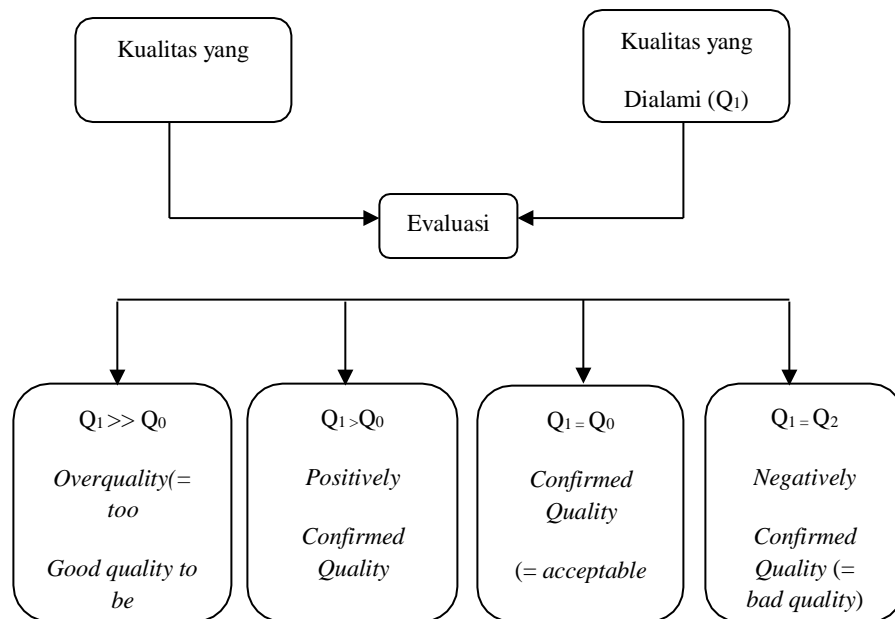 Kualitas yang
Kualitas yang
Dialami (Q₁)
Evaluasi
Q₁ >> Q₀
Overquality(=
too
Good quality to
be
Q₁ >Q₀
Positively
Confirmed
Quality
Q₁ = Q₀
Confirmed
Quality
(= acceptable
Q₁ = Q₂
Negatively
Confirmed
Quality (=
bad quality)